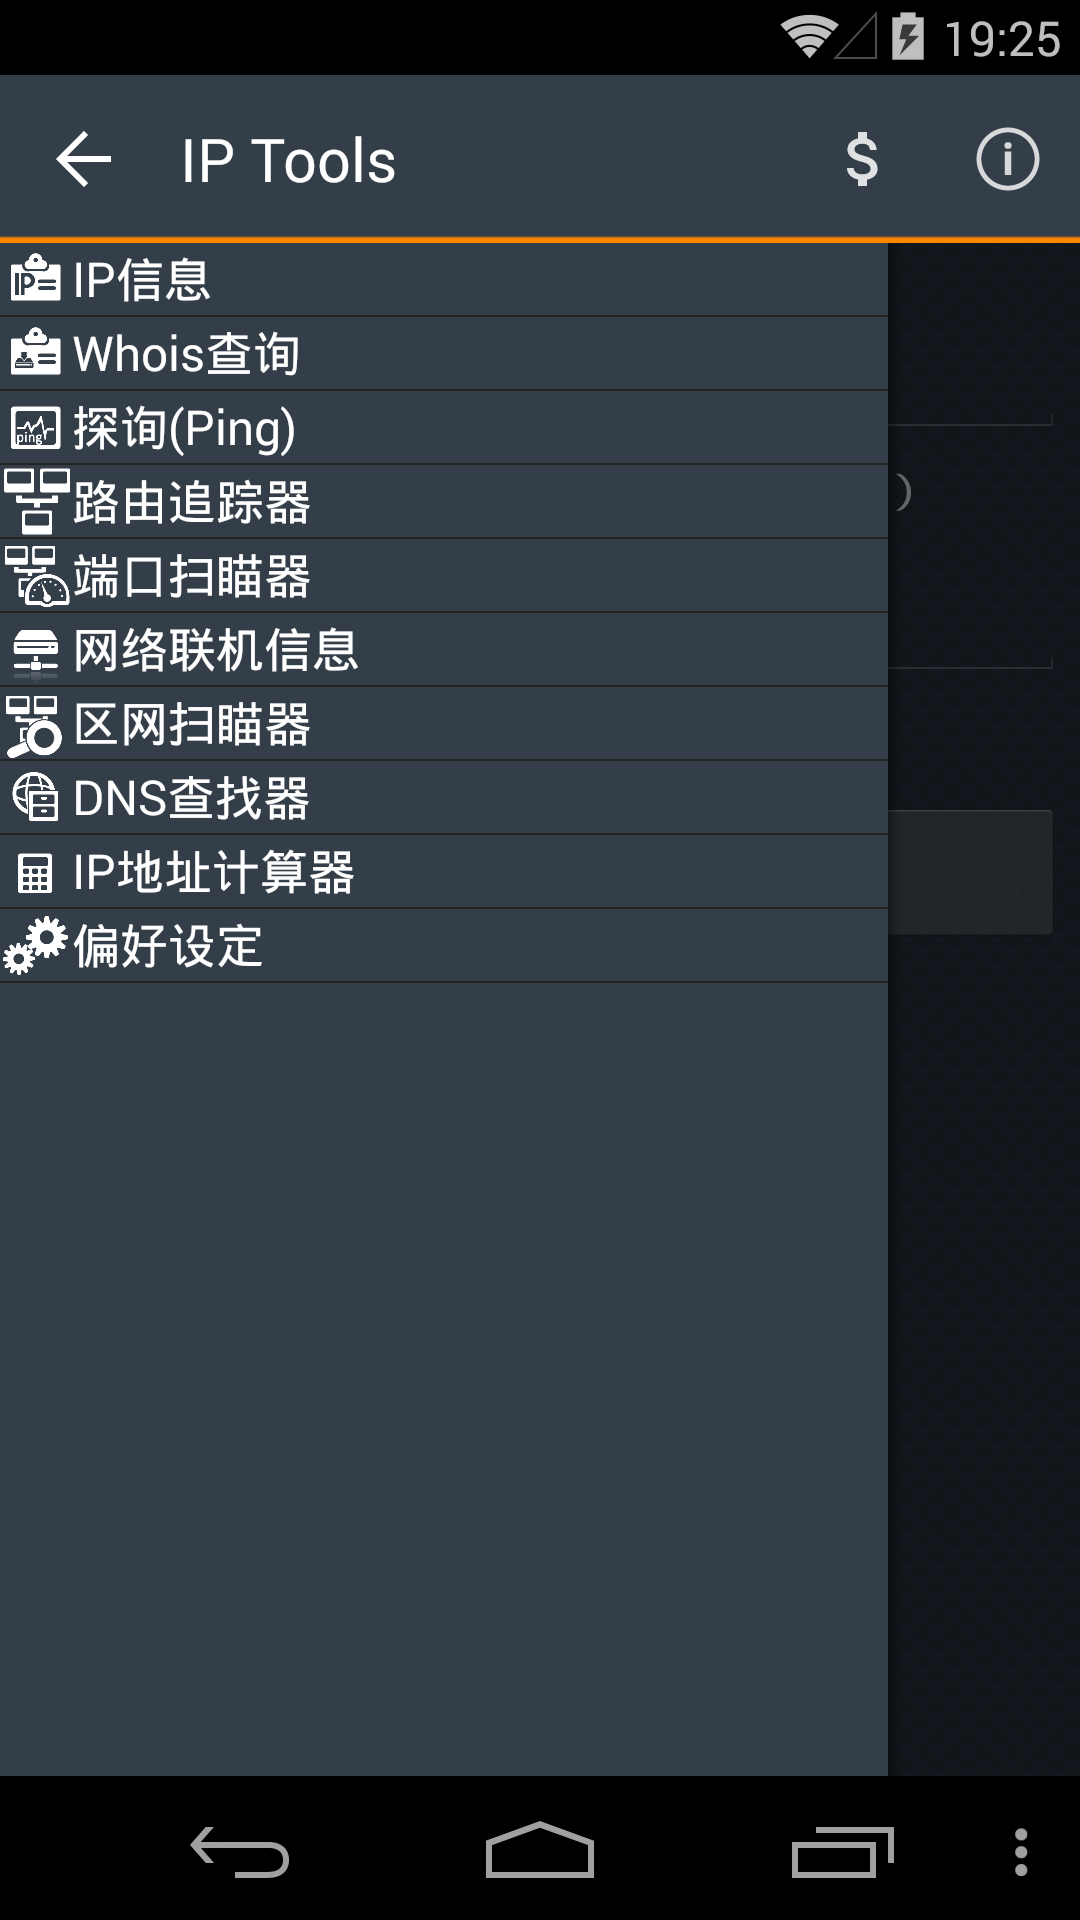 19:25
IP Tools
IP信息
Whois查询
探询(Ping)
)
路由追踪器
端口扫瞄器
网络联机信息
区网扫瞄器
DNS查找器
IP地址计算器
偏好设定